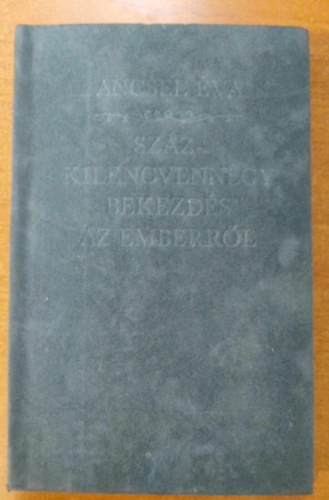 ANCSEL ÉVA
SZÁZ-
KILENCVENNÉGY
BEKEZDÉS
AZ EMBERRŐL